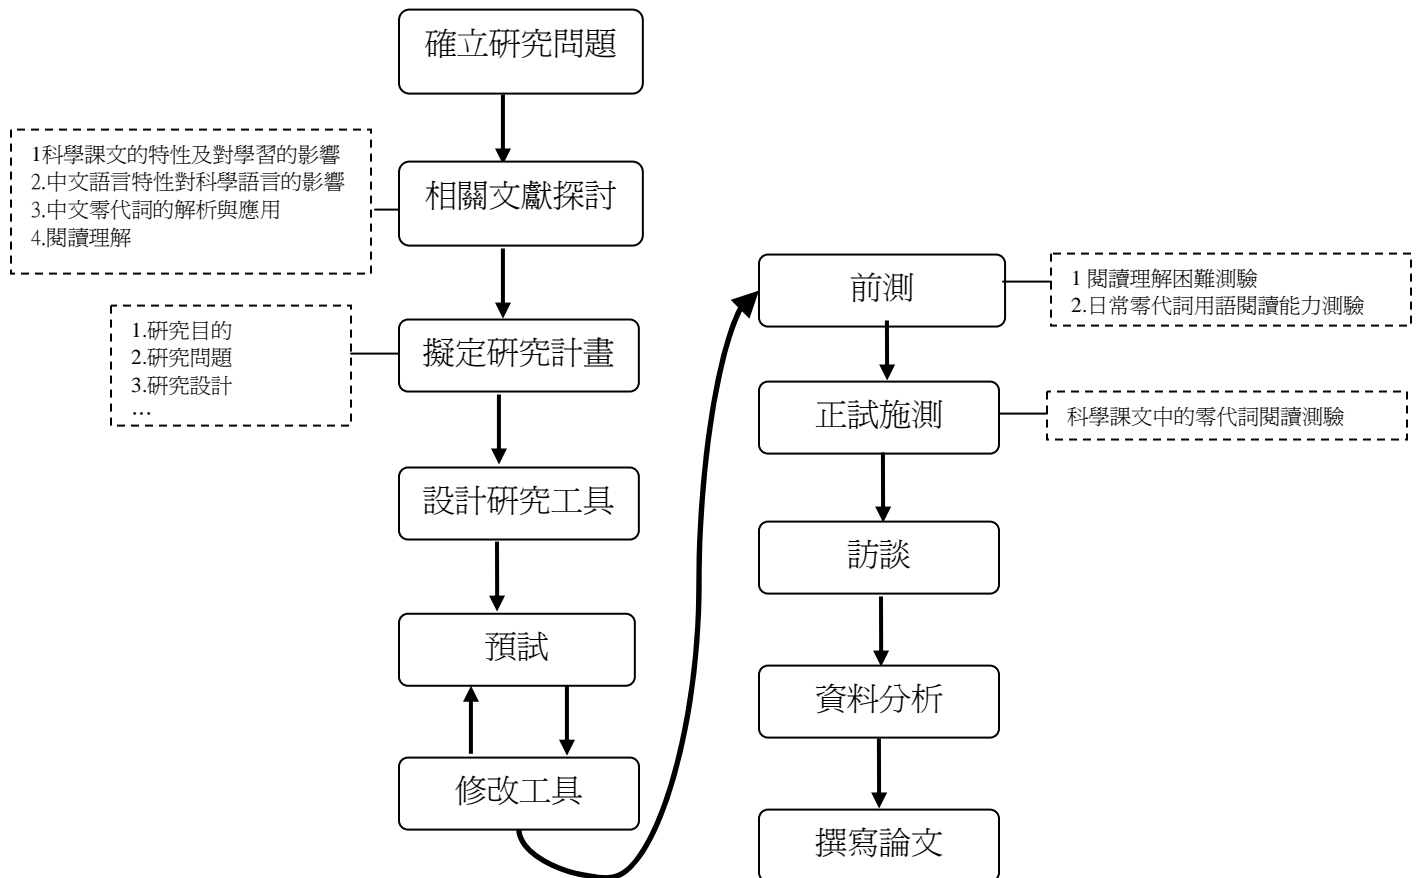 確立研究問題
1科學課文的特性及對學習的影響
2.中文語言特性對科學語言的影響
3.中文零代詞的解析與應用
4.閱讀理解
相關文獻探討
1.研究目的
2.研究問題
3.研究設計
…
擬定研究計畫
設計研究工具
預試
修改工具
前測
1 閱讀理解困難測驗
2.日常零代詞用語閱讀能力測驗
正試施測
科學課文中的零代詞閱讀測驗
訪談
資料分析
撰寫論文